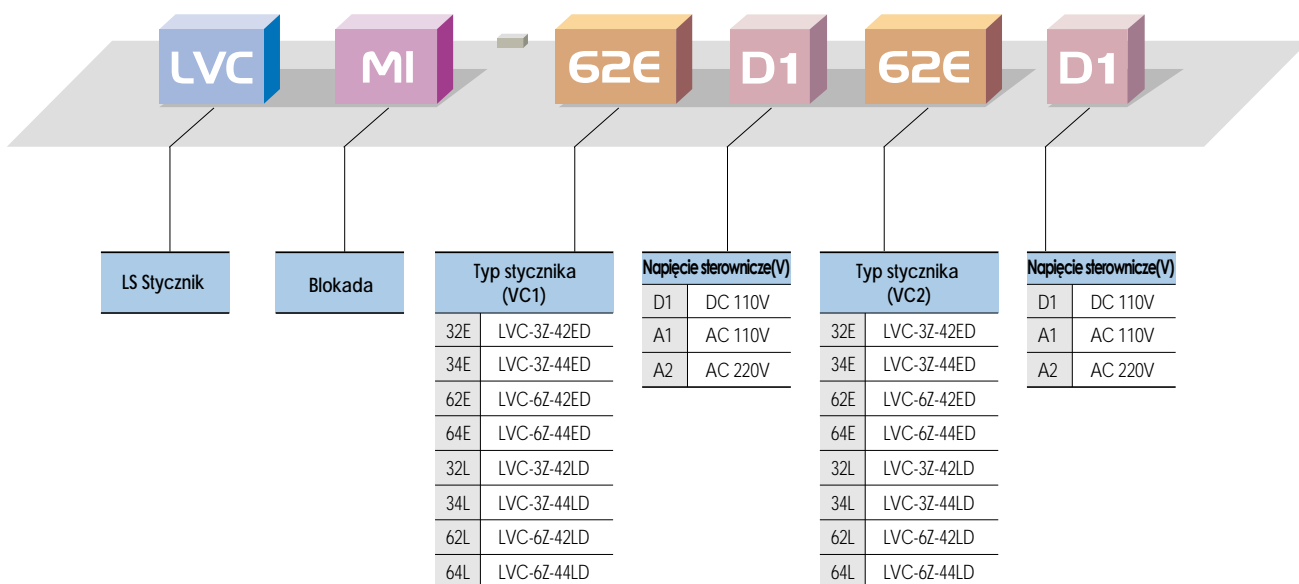 LVC MI 62E D1 62E D1
LS Stycznik
Blokada
Typ stycznika
(VC1)
32E LVC-3Z-42ED
34E LVC-3Z-44ED
62E LVC-6Z-42ED
64E LVC-6Z-44ED
32L LVC-3Z-42LD
34L LVC-3Z-44LD
62L LVC-6Z-42LD
64L LVC-6Z-44LD
Napięcie sterownicze(V)
D1 DC 110V
A1 AC 110V
A2 AC 220V
Typ stycznika
(VC2)
32E LVC-3Z-42ED
34E LVC-3Z-44ED
62E LVC-6Z-42ED
64E LVC-6Z-44ED
32L LVC-3Z-42LD
34L LVC-3Z-44LD
62L LVC-6Z-42LD
64L LVC-6Z-44LD
Napięcie sterownicze(V)
D1 DC 110V
A1 AC 110V
A2 AC 220V